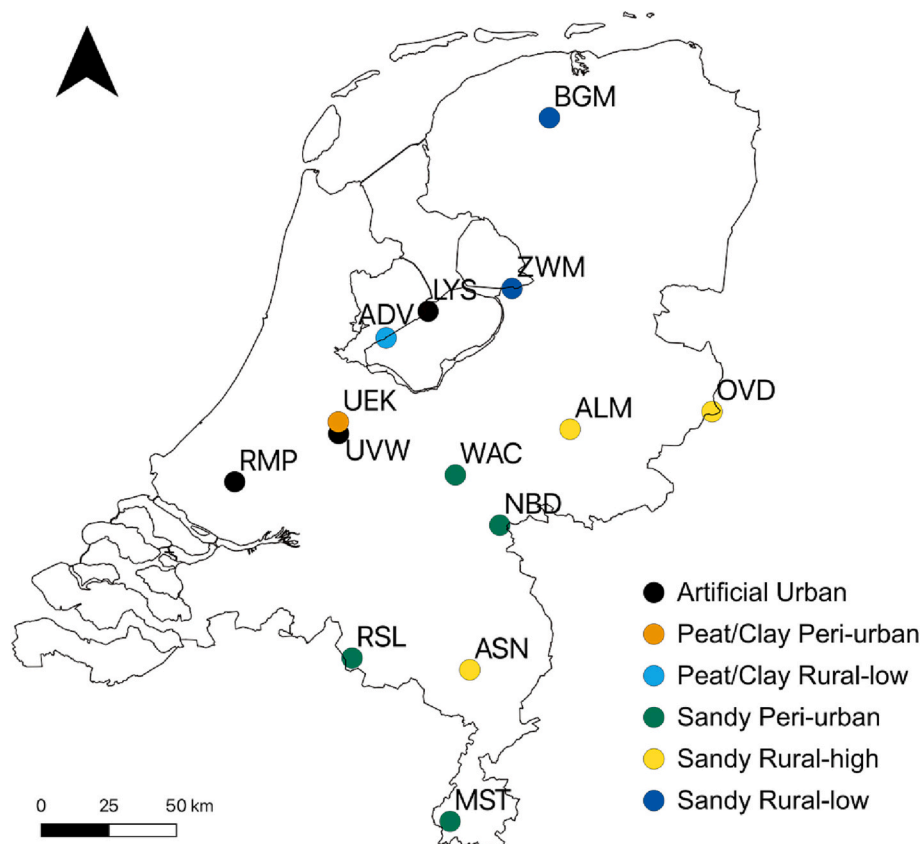 BGM
ZWM
LYS
ADV
OVD
UEK
ALM
UVW
WAC
RMP
NBD
RSL
ASN
MST
Artificial Urban
Peat/Clay Peri-urban
Peat/Clay Rural-low
Sandy Peri-urban
Sandy Rural-high
Sandy Rural-low
0 25 50 km